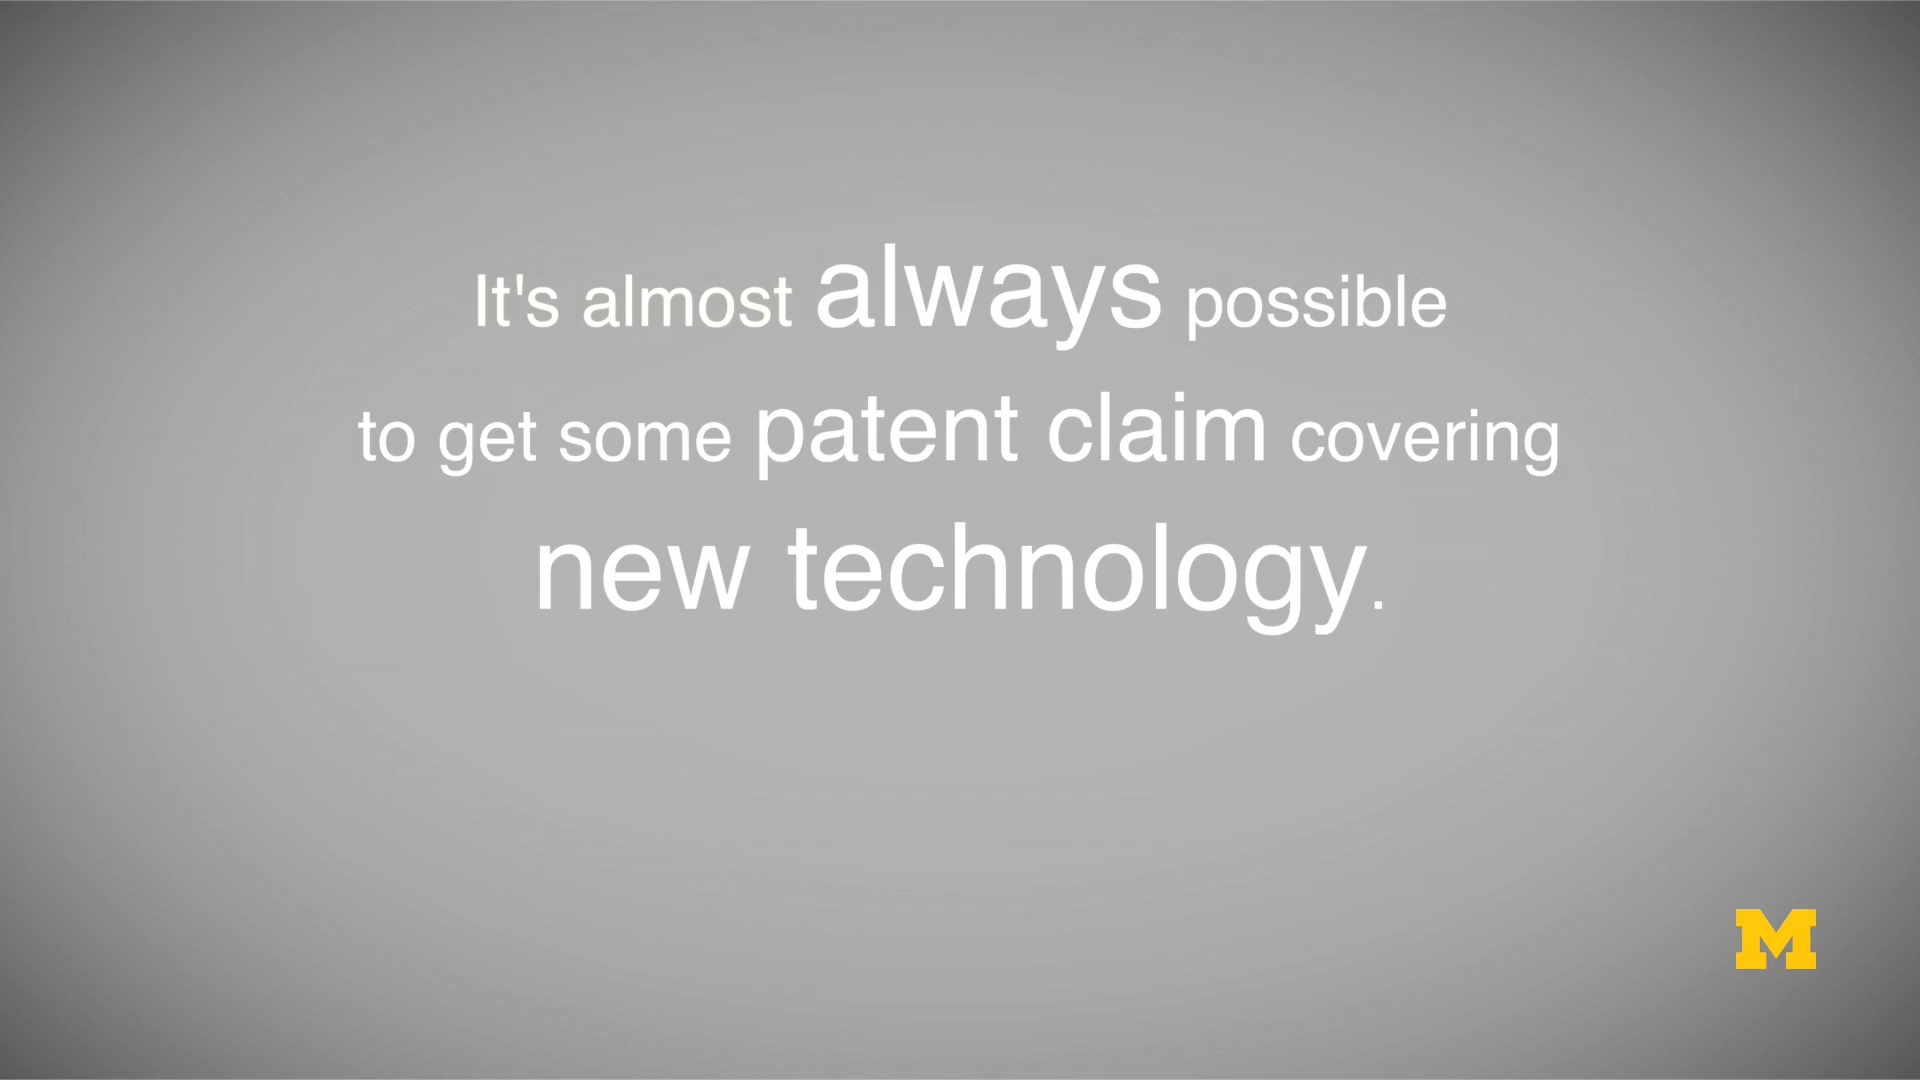 It's almost always possible
to get some patent claim covering
new technology.
M